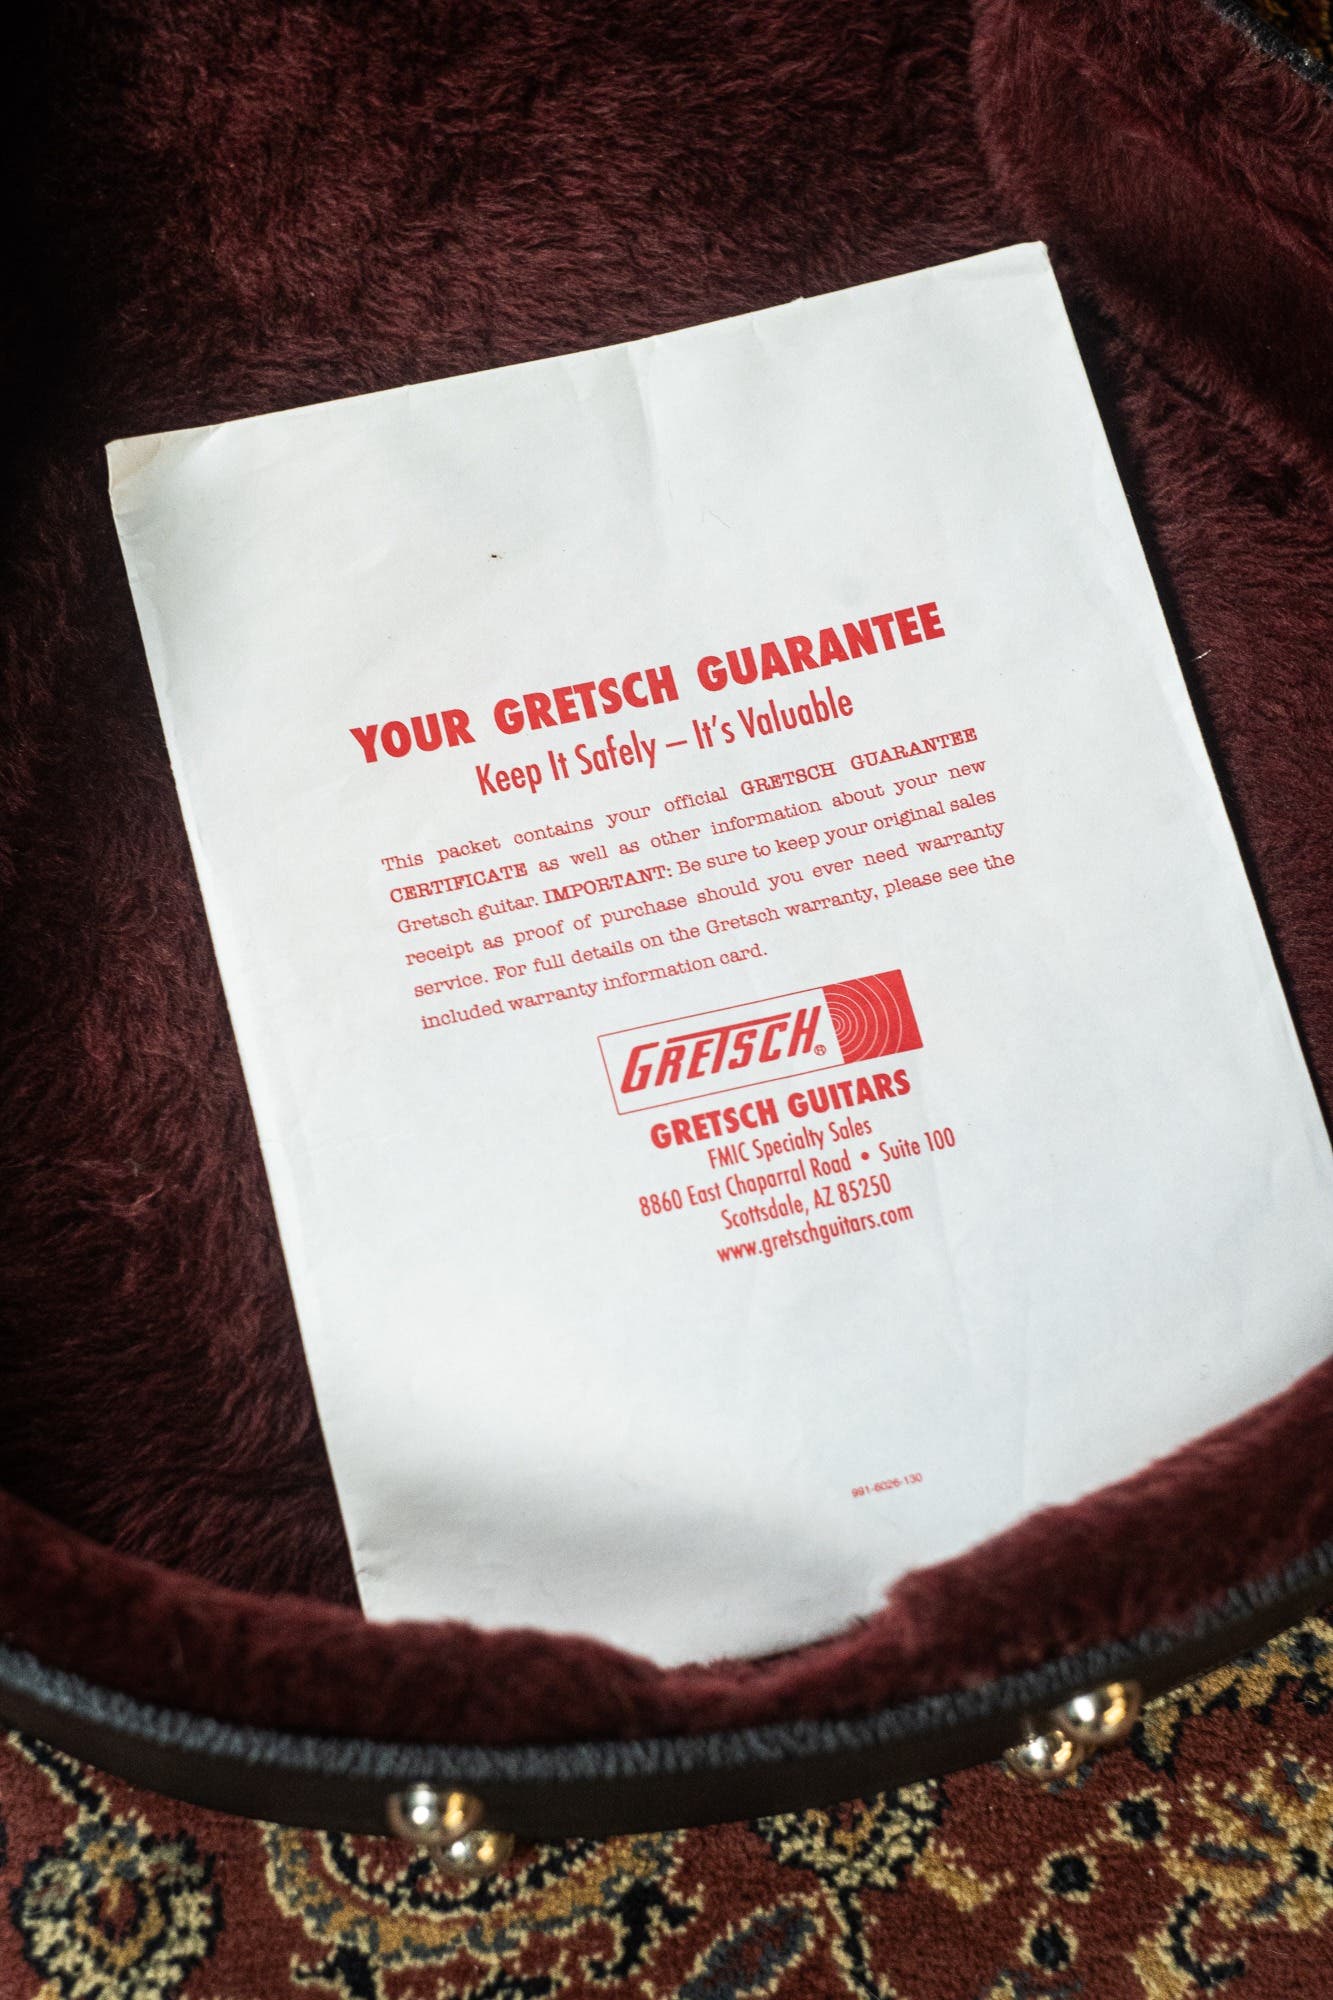 YOUR GRETSCH GUARANTEE
Keep It Safely – It's Valuable
This packet contains your official GRETSCH GUARANTEE
CERTIFICATE as well as other information about your new
Gretsch guitar. IMPORTANT: Be sure to keep your original sales
receipt as proof of purchase should you ever need warranty
service. For full details on the Gretsch warranty, please see the
included warranty information card.
GRETSCH®
GRETSCH GUITARS
FMIC Specialty Sales
8860 East Chaparral Road • Suite 100
Scottsdale, AZ 85250
www.gretschguitars.com
991-6026-130